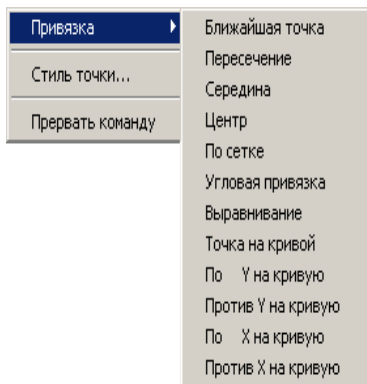 Привязка
Стиль точки...
Прервать команду
Ближайшая точка
Пересечение
Середина
Центр
По сетке
Угловая привязка
Выравнивание
Точка на кривой
По Y на кривую
Против Y на кривую
По X на кривую
Против X на кривую